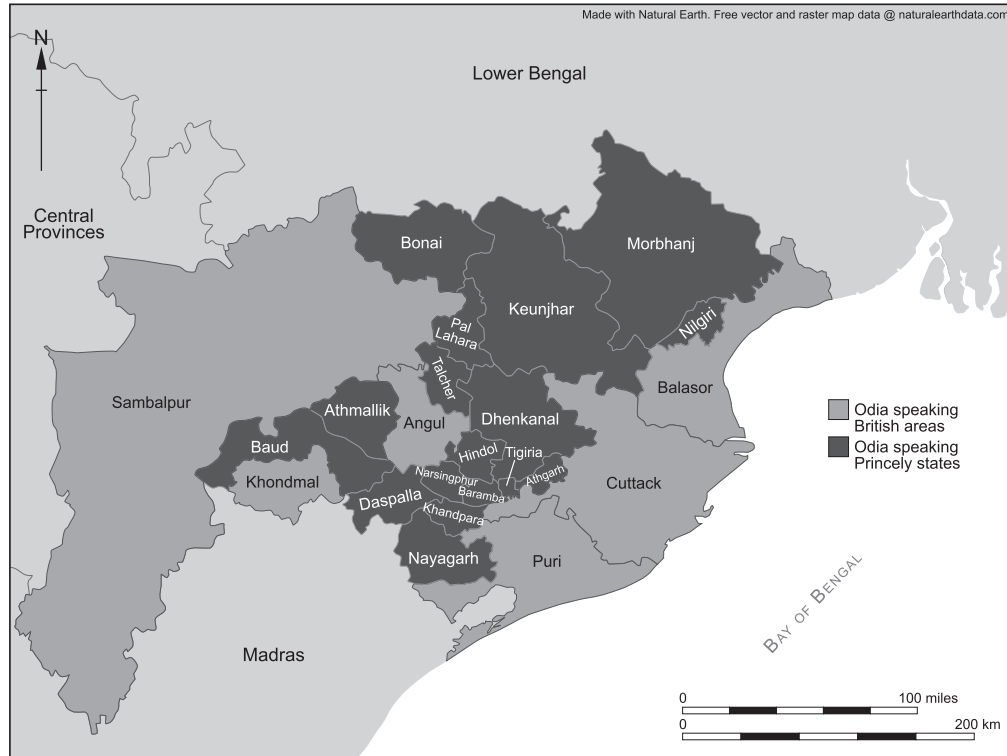 Made with Natural Earth. Free vector and raster map data @ naturalearthdata.com
N
Lower Bengal
Central
Provinces
Bonai
Morbhanj
Keunjhar
Nilgiri
Pal
Lahara
Talcher
Balasor
Sambalpur
Athmallik
Angul
Dhenkanal
Odia speaking
British areas
Baud
Hindol
Tigiria
Odia speaking
Princely states
Khondmal
Narsingphur
Athgarh
Cuttack
Daspalla
Baramba
Khandpara
Nayagarh
Puri
Bay of Bengal
Madras
0 100 miles
0 200 km